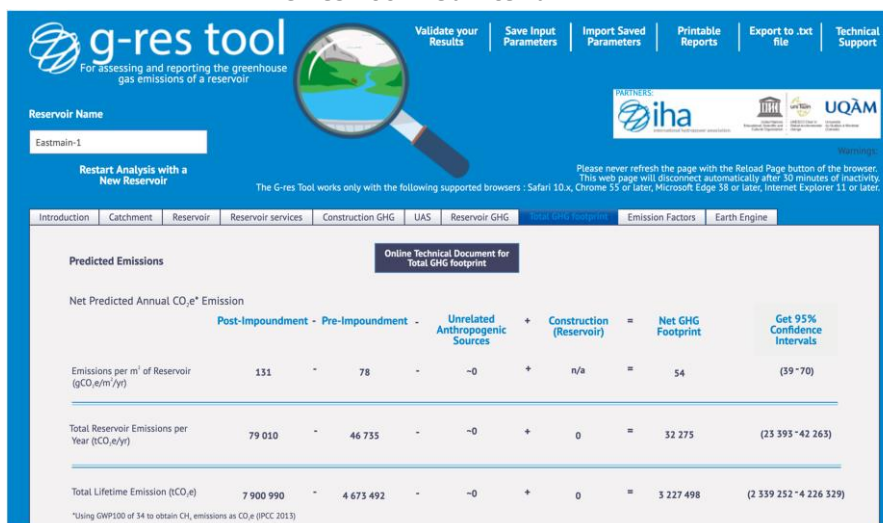 g-res tool
For assessing and reporting the greenhouse
gas emissions of a reservoir
Validate your
Results
Save Input
Parameters
Import Saved
Parameters
Printable
Reports
Export to .txt
file
Technical
Support
Reservoir Name
Eastmain-1
Restart Analysis with a
New Reservoir
PARTNERS:
iha
international hydropower association
UQÀM
Warnings:
Please never refresh the page with the Reload Page button of the browser.
This web page will disconnect automatically after 30 minutes of inactivity.
The G-res Tool works only with the following supported browsers : Safari 10.x, Chrome 55 or later, Microsoft Edge 38 or later, Internet Explorer 11 or later.
Introduction Catchment Reservoir Reservoir services Construction GHG UAS Reservoir GHG Total GHG footprint Emission Factors Earth Engine
Predicted Emissions
Online Technical Document for
Total GHG footprint
Net Predicted Annual CO₂e* Emission
Post-Impoundment - Pre-Impoundment - Unrelated Anthropogenic Sources + Construction (Reservoir) = Net GHG Footprint Get 95% Confidence Intervals
Emissions per m² of Reservoir (gCO₂e/m²/yr) 131 - 78 - ~0 + n/a = 54 (39 ~70)
Total Reservoir Emissions per Year (tCO₂e/yr) 79 010 - 46 735 - ~0 + 0 = 32 275 (23 393 ~42 263)
Total Lifetime Emission (tCO₂e) 7 900 990 - 4 673 492 - ~0 + 0 = 3 227 498 (2 339 252 ~4 226 329)
*Using GWP100 of 34 to obtain CH₄ emissions as CO₂e (IPCC 2013)